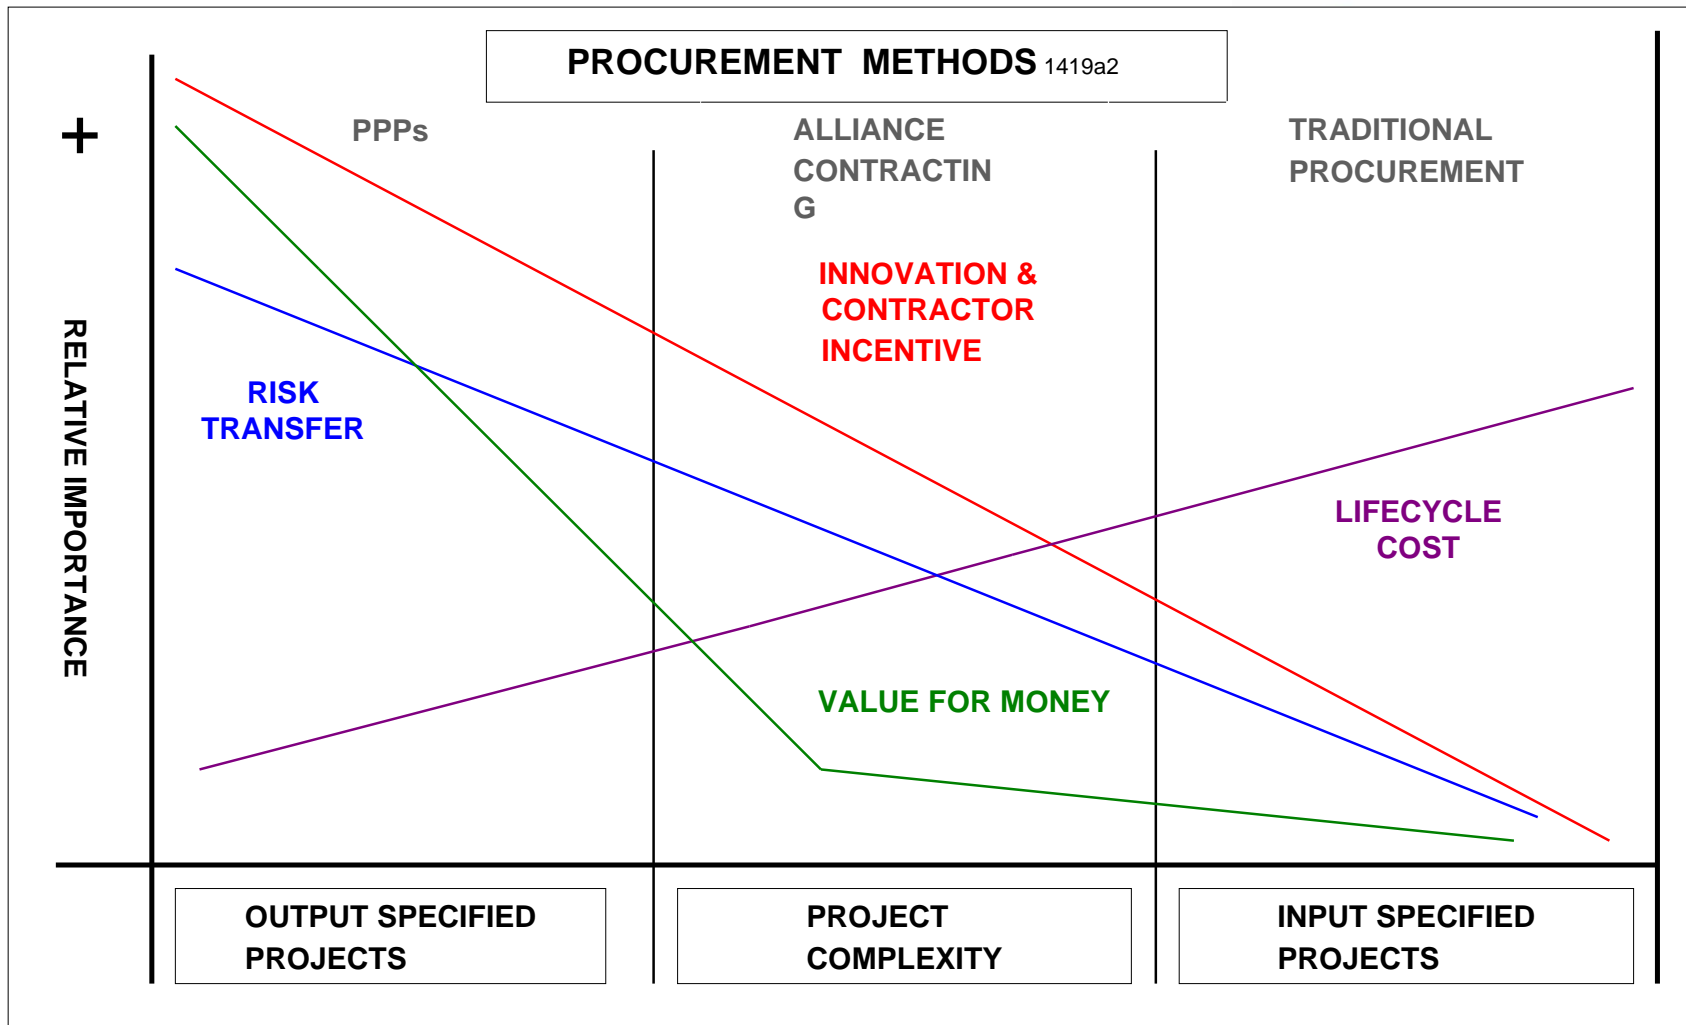 PROCUREMENT METHODS 1419a2
+
PPPs
ALLIANCE
CONTRACTIN
G
TRADITIONAL
PROCUREMENT
INNOVATION &
CONTRACTOR
INCENTIVE
RELATIVE IMPORTANCE
RISK
TRANSFER
LIFECYCLE
COST
VALUE FOR MONEY
OUTPUT SPECIFIED
PROJECTS
PROJECT
COMPLEXITY
INPUT SPECIFIED
PROJECTS